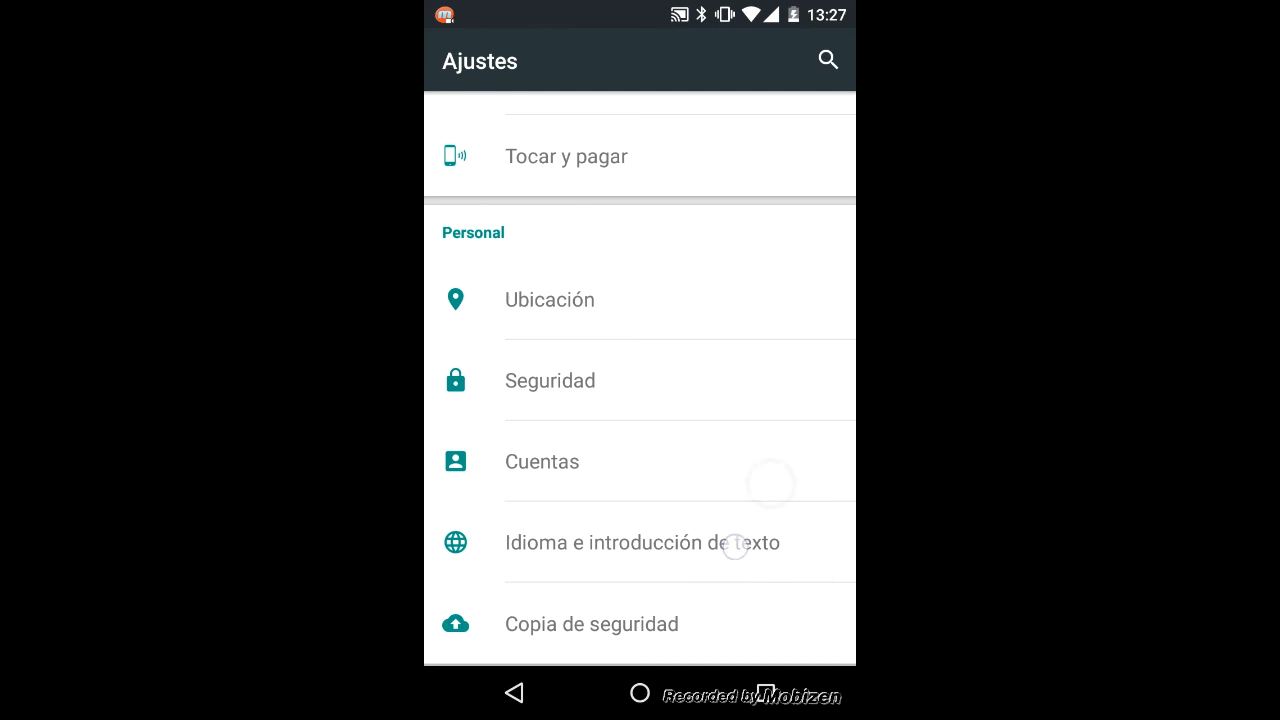 13:27
Ajustes
Tocar y pagar
Personal
Ubicación
Seguridad
Cuentas
Idioma e introducción de texto
Copia de seguridad
Recorded by Mobizen